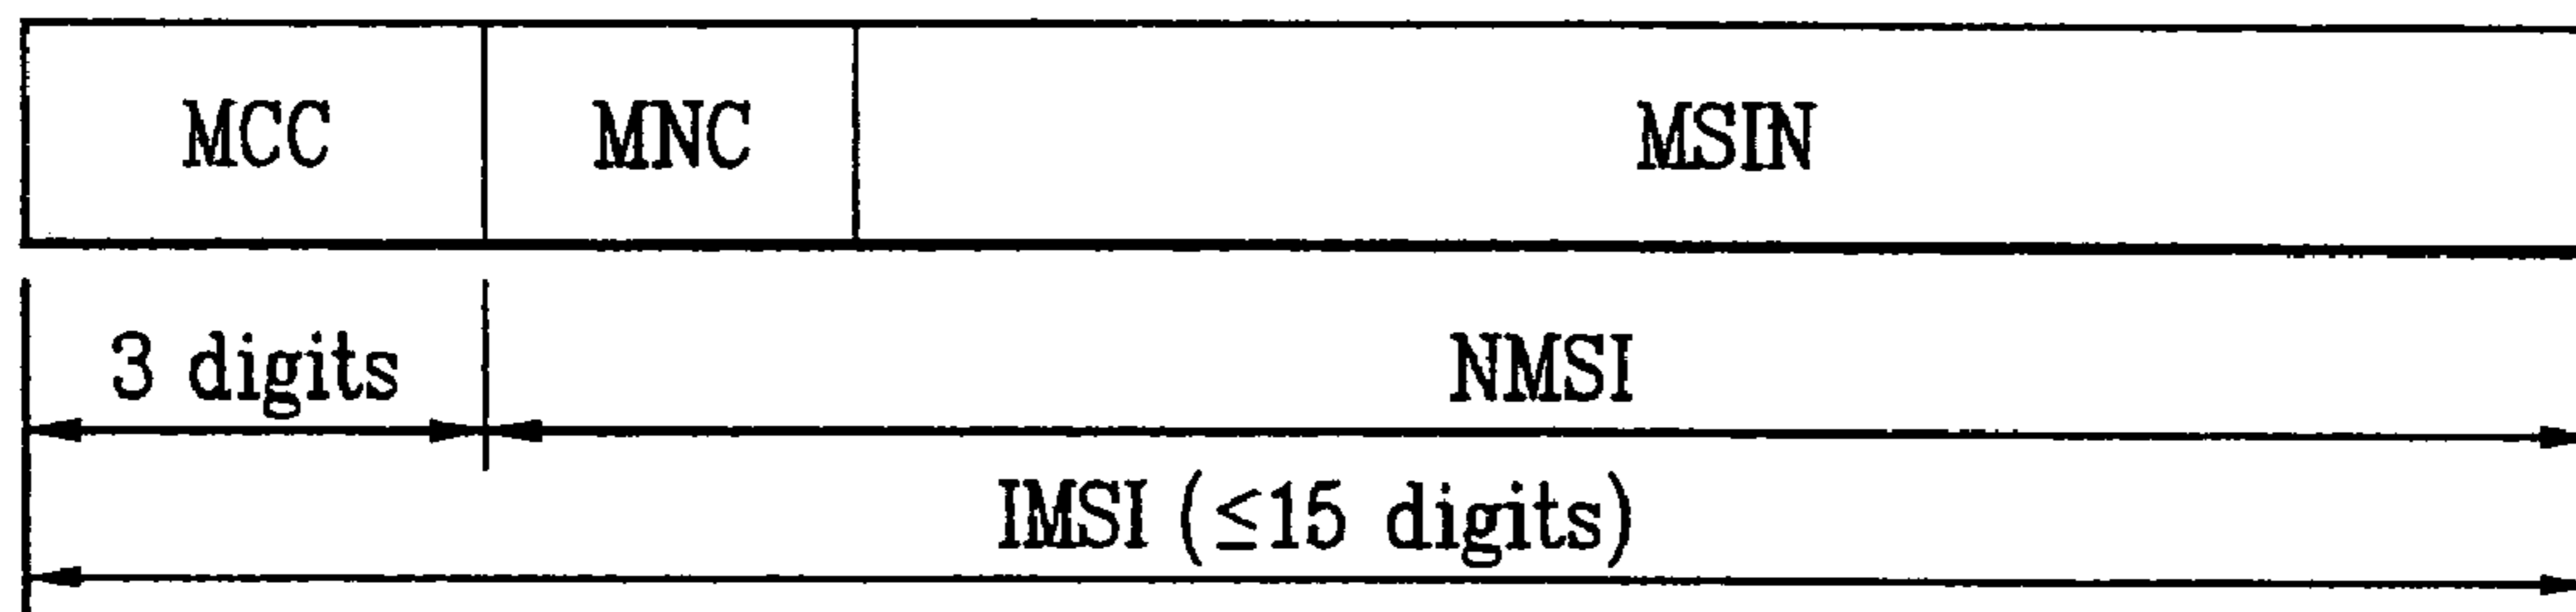 MCC MNC MSIN
3 digits NMSI
IMSI (≤15 digits)